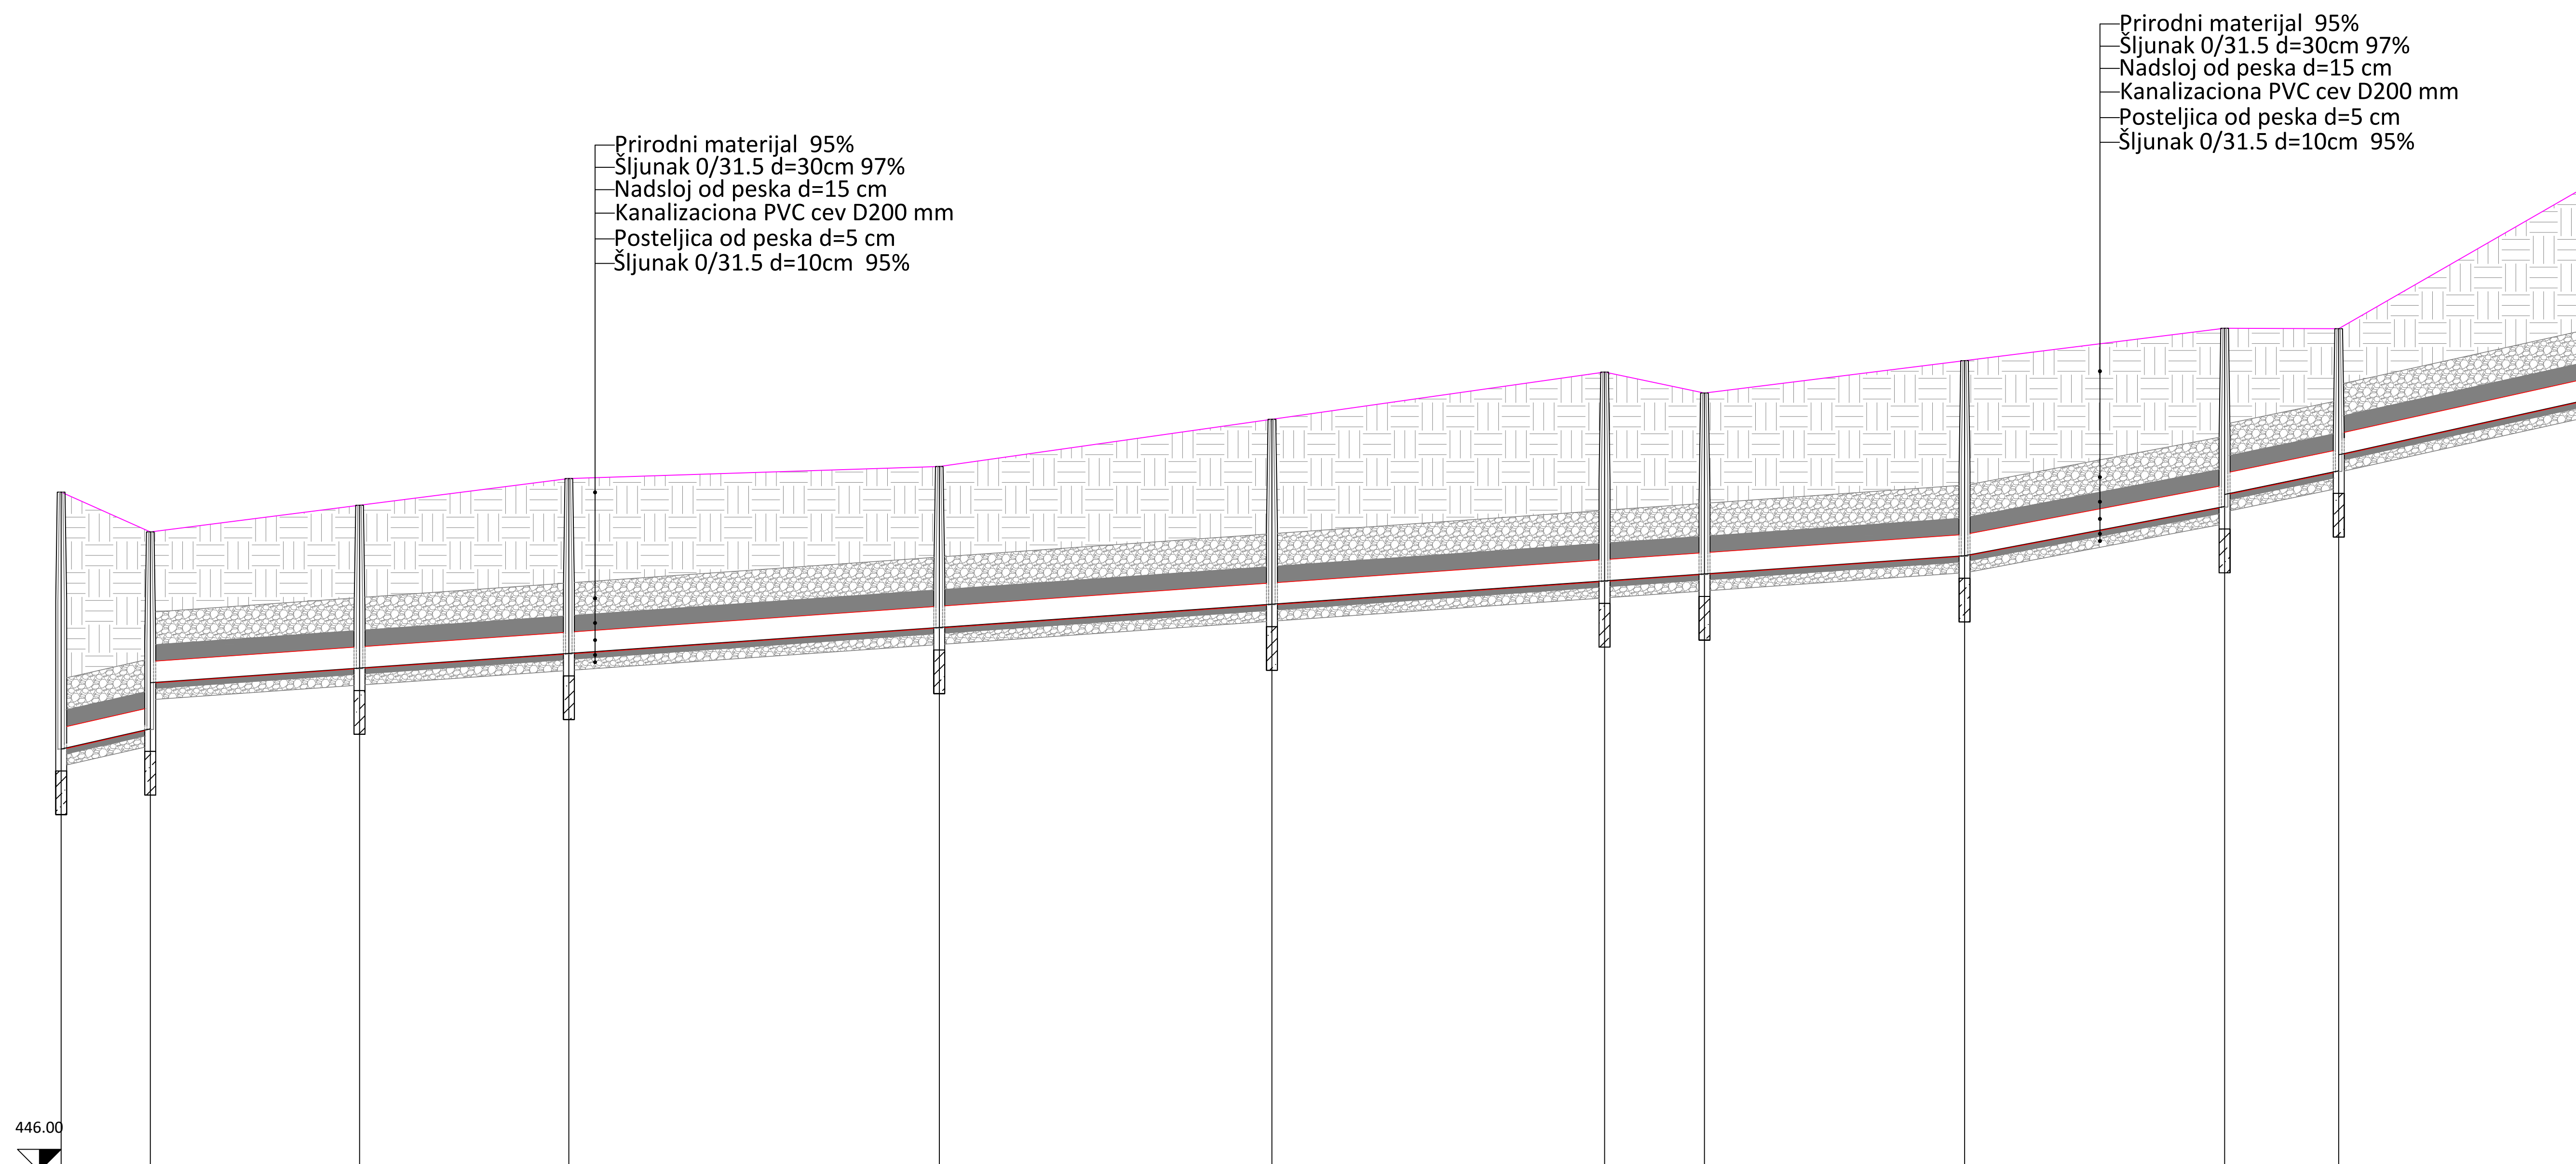 Prirodni materijal  95%
Šljunak 0/31.5 d=30cm 97%
Nadsloj od peska d=15 cm
Kanalizaciona PVC cev D200 mm
Posteljica od peska d=5 cm
Šljunak 0/31.5 d=10cm  95%
Prirodni materijal  95%
Šljunak 0/31.5 d=30cm 97%
Nadsloj od peska d=15 cm
Kanalizaciona PVC cev D200 mm
Posteljica od peska d=5 cm
Šljunak 0/31.5 d=10cm  95%
446.00